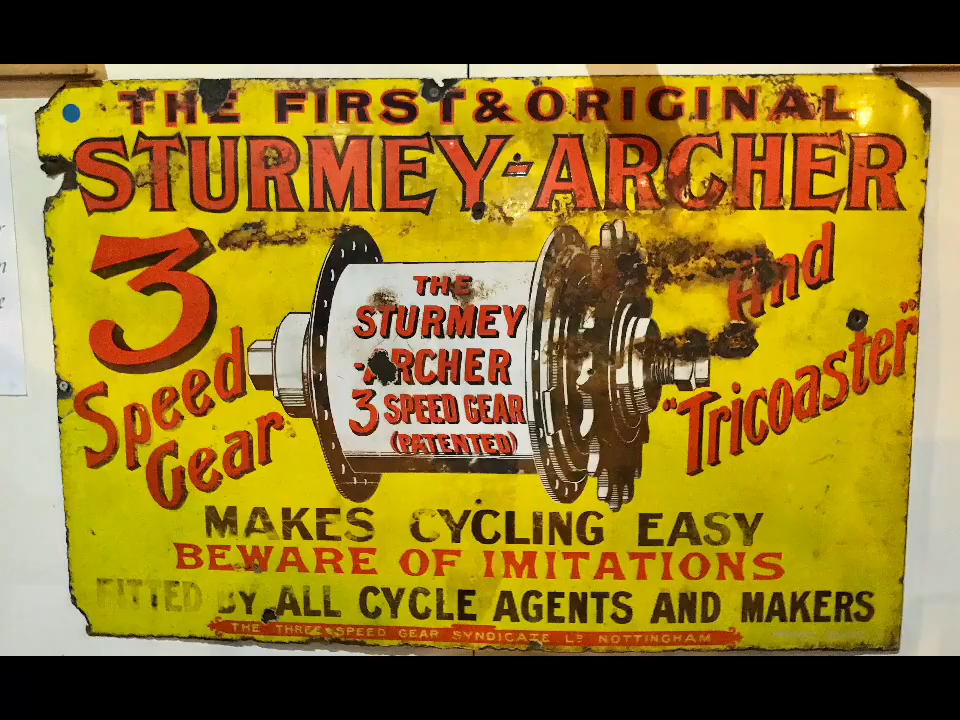 THE FIRST & ORIGINAL
STURMEY-ARCHER
3
Speed
Gear
THE
STURMEY
-ARCHER
3 SPEED GEAR
(PATENTED)
And
"Tricoaster"
MAKES CYCLING EASY
BEWARE OF IMITATIONS
FITTED BY ALL CYCLE AGENTS AND MAKERS
THE THREE-SPEED GEAR SYNDICATE LD NOTTINGHAM